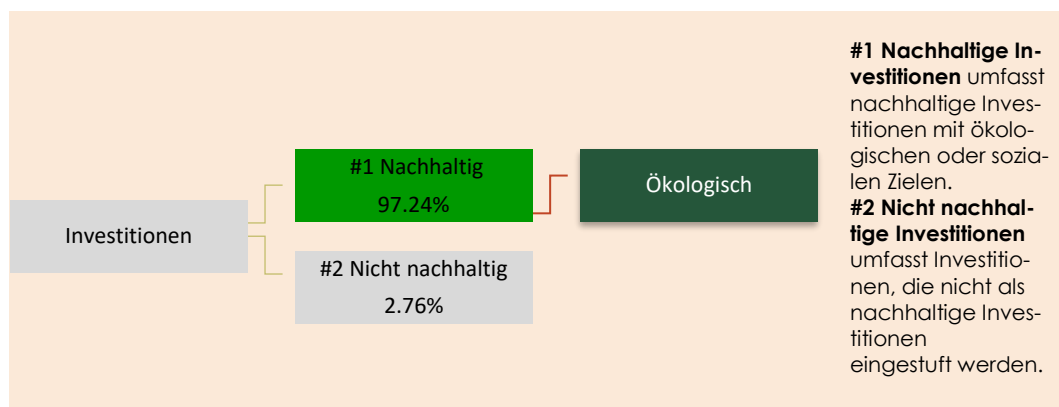 Investitionen
#1 Nachhaltig
97.24%
#2 Nicht nachhaltig
2.76%
Ökologisch
#1 Nachhaltige In-
vestitionen umfasst
nachhaltige Inves-
titionen mit ökolo-
gischen oder sozia-
len Zielen.
#2 Nicht nachhal-
tige Investitionen
umfasst Investitio-
nen, die nicht als
nachhaltige Inves-
titionen
eingestuft werden.